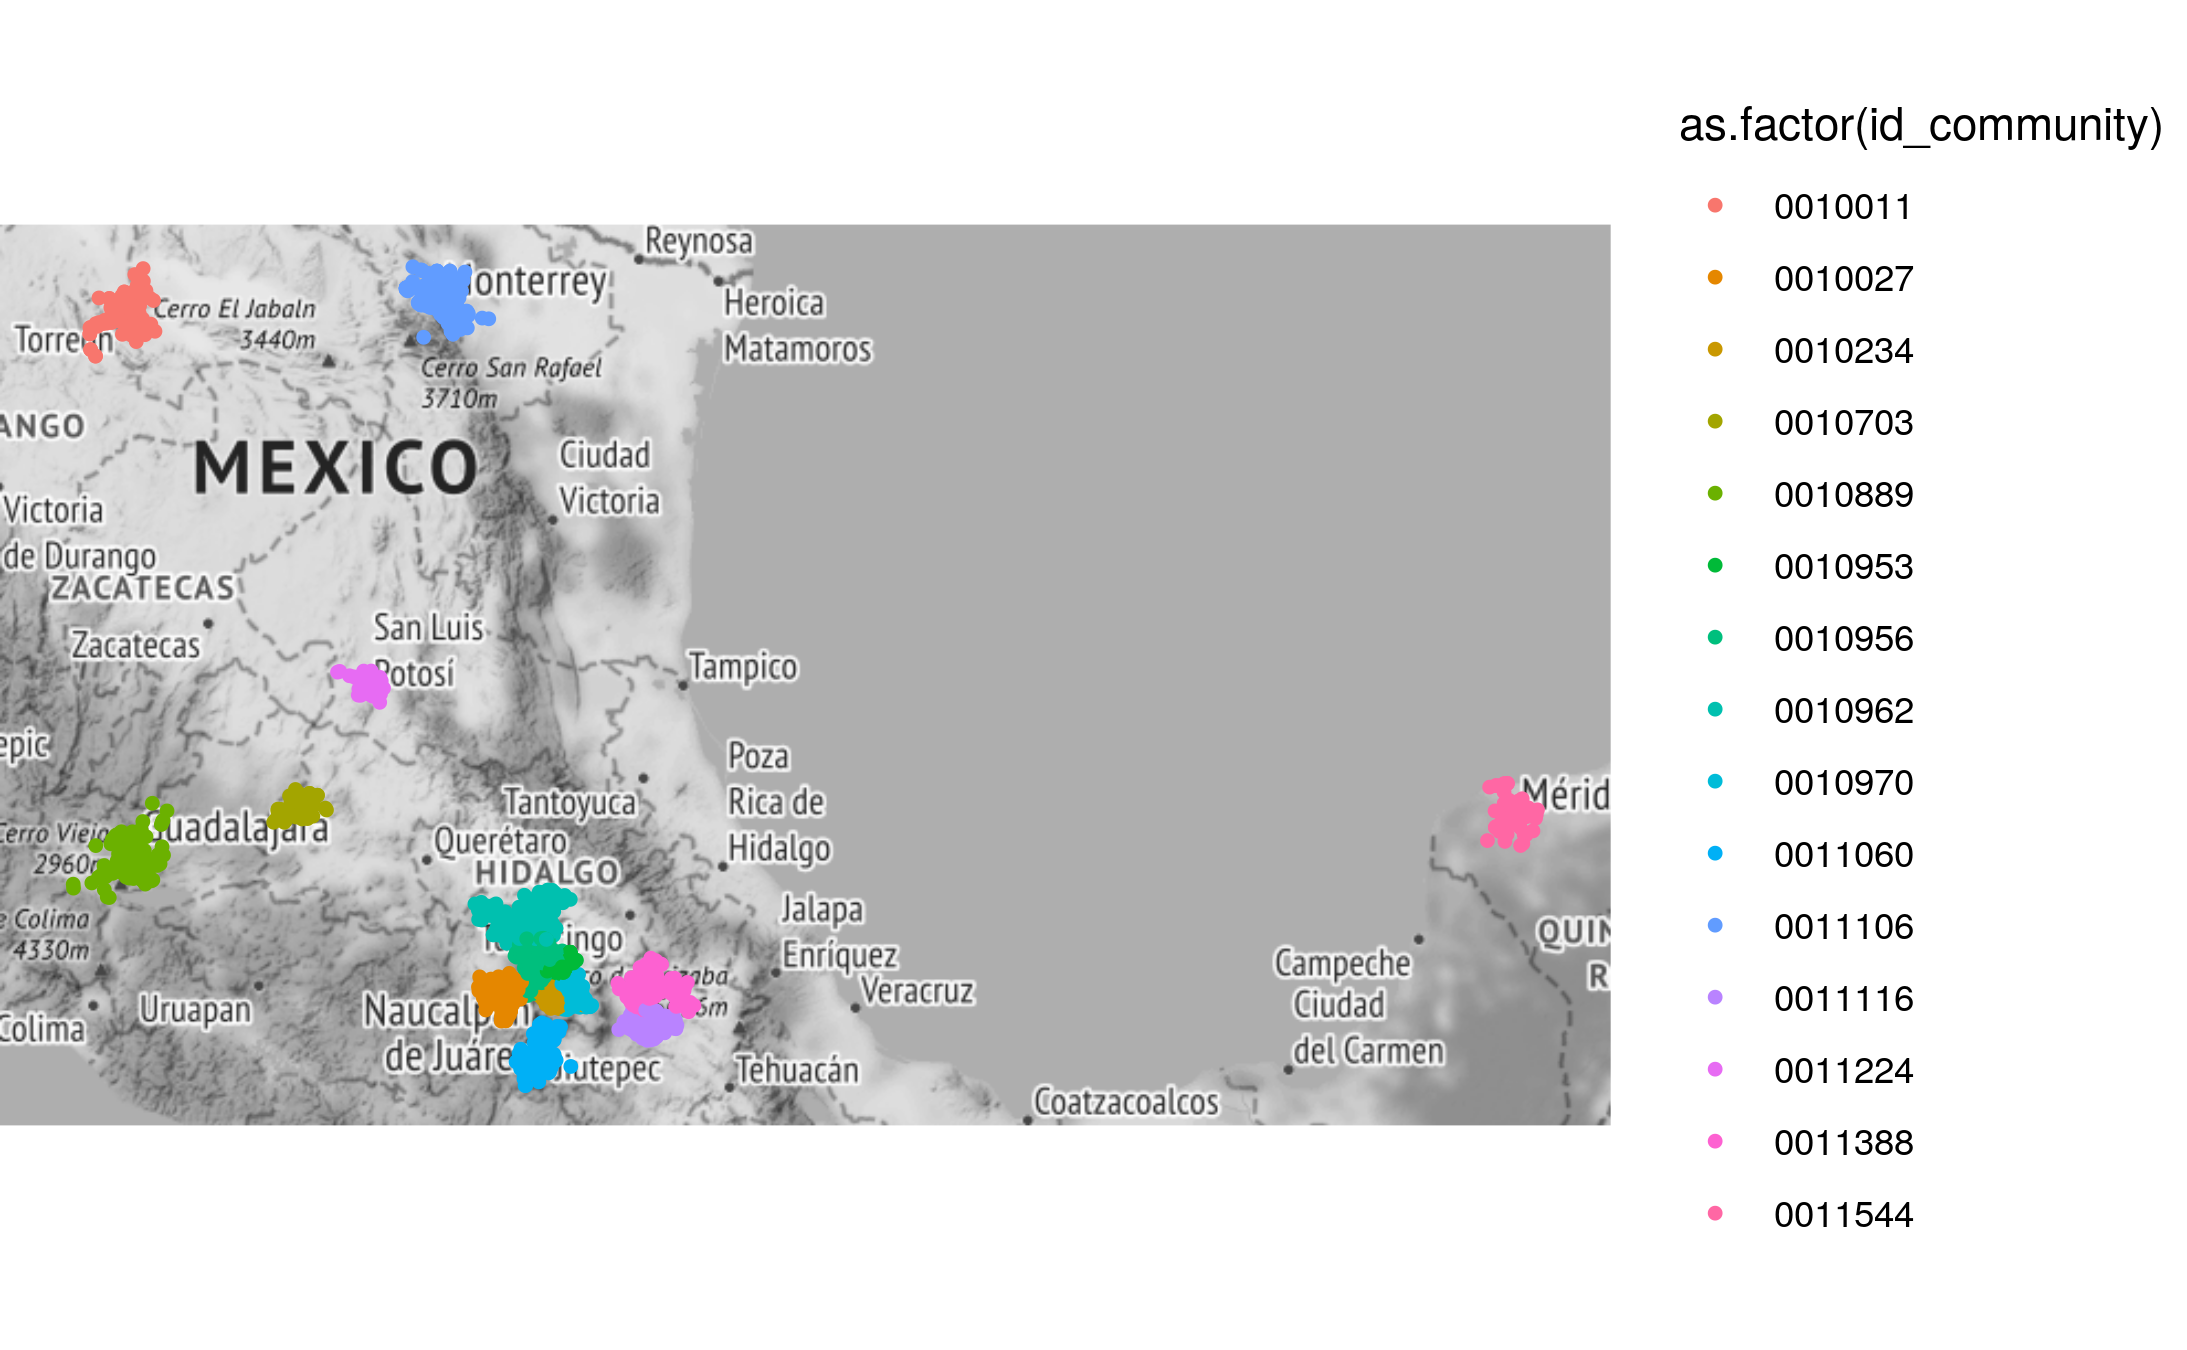 as.factor(id_community)
0010011
0010027
0010234
0010703
0010889
0010953
0010956
0010962
0010970
0011060
0011106
0011116
0011224
0011388
0011544
Reynosa
onterrey
Heroica
Matamoros
Cerro El Jabaln
3440m
Torre n
Cerro San Rafael
3710m
ANGO
MEXICO
Ciudad
Victoria
Victoria
de Durango
ZACATECAS
Zacatecas
San Luis
Potosí
Tampico
epic
Poza
Rica de
Hidalgo
Tantoyuca
Guadalajara
Cerro Viejo
2960m
Querétaro
HIDALGO
Mérid
e Colima
4330m
Jalapa
Enríquez
ingo
Veracruz
Uruapan
Colima
Naucalp n
de Juáre
utepec
Tehuacán
Campeche
Ciudad
del Carmen
Coatzacoalcos
QUIN
R